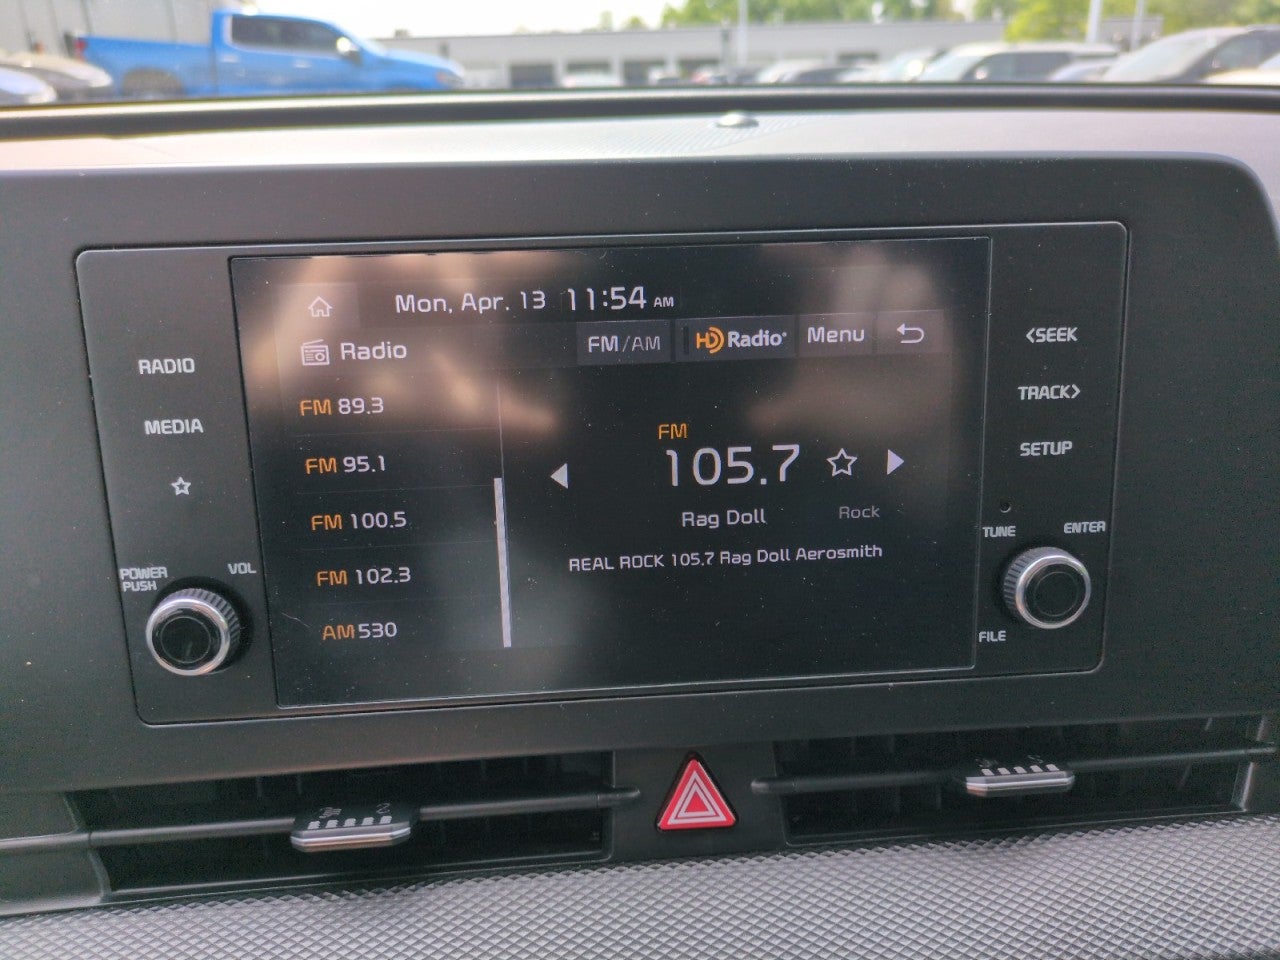 Mon, Apr. 13 11:54 AM
Radio
FM/AM
HD Radio®
Menu
FM 89.3
FM 95.1
FM 100.5
FM 102.3
AM 530
FM
105.7
Rag Doll
Rock
REAL ROCK 105.7 Rag Doll Aerosmith
RADIO
MEDIA
POWER
PUSH
VOL
<SEEK
TRACK>
SETUP
TUNE
ENTER
FILE